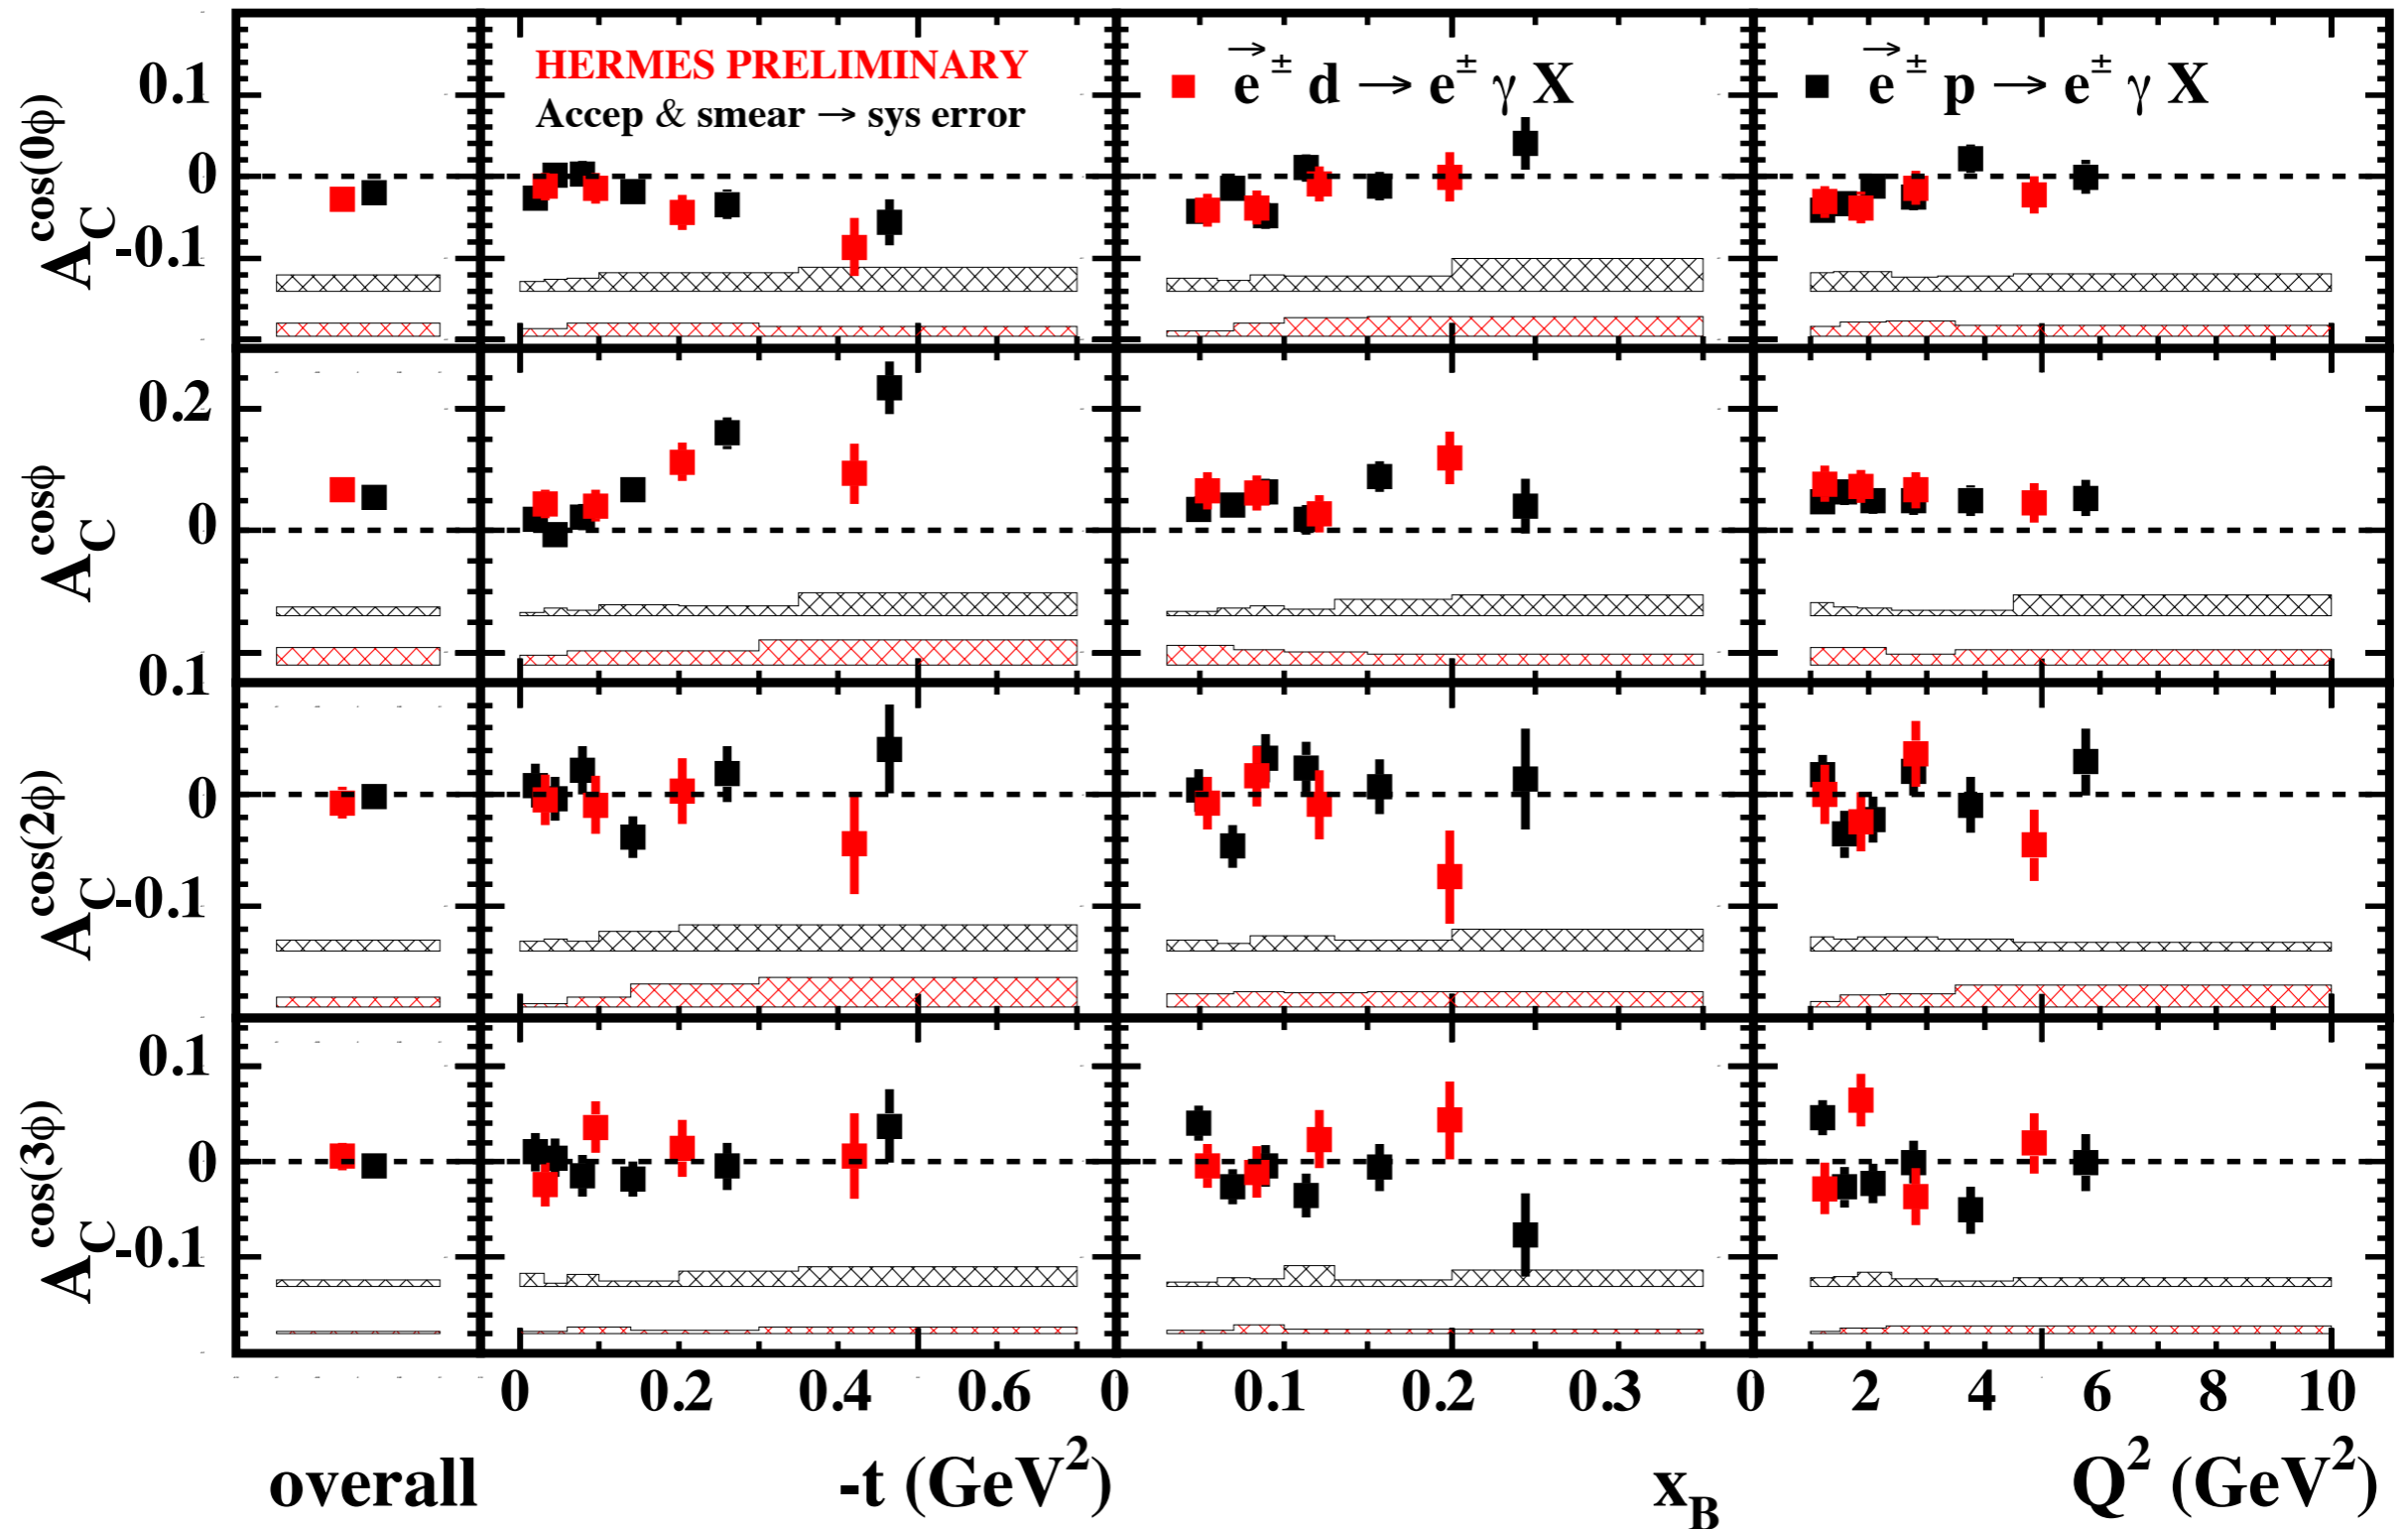 HERMES PRELIMINARY
Accep & smear → sys error
e± d → e± γ X
e± p → e± γ X
A_C^cos(0ϕ)
0.1
0
-0.1
A_C^cosϕ
0.2
0
A_C^cos(2ϕ)
0.1
0
-0.1
A_C^cos(3ϕ)
0.1
0
-0.1
0 0.2 0.4 0.6 0 0.1 0.2 0.3 0 2 4 6 8 10
overall -t (GeV²) x_B Q² (GeV²)